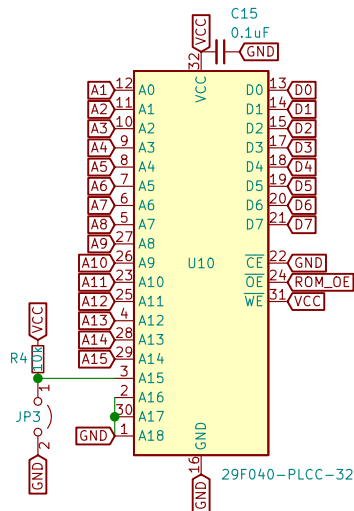 C15
VCC
0.1uF
GND
32
VCC
A1 12 A0 D0 13 D0
A2 11 A1 D1 14 D1
A3 10 A2 D2 15 D2
A4 9 A3 D3 17 D3
A5 8 A4 D4 18 D4
A6 7 A5 D5 19 D5
A7 6 A6 D6 20 D6
A8 5 A7 D7 21 D7
A9 27 A8
A10 26 A9 U10 CE 22 GND
A11 23 A10 OE 24 ROM_OE
A12 25 A11 WE 31 VCC
A13 4 A12
A14 28 A13
A15 29 A14
VCC
R4 10k
3 A15
1
2 A16
JP3
30 A17
GND 1 A18
2
GND
GND
16
GND
29F040-PLCC-32